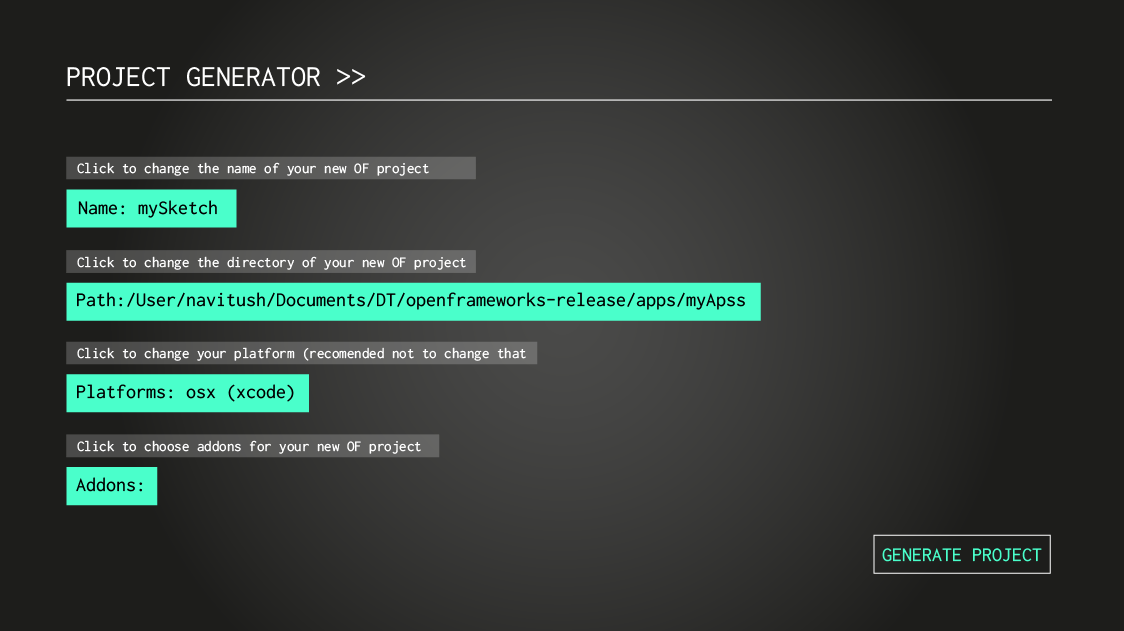 PROJECT GENERATOR >>
Click to change the name of your new OF project
Name: mySketch
Click to change the directory of your new OF project
Path:/User/navitush/Documents/DT/openframeworks-release/apps/myApss
Click to change your platform (recomended not to change that
Platforms: osx (xcode)
Click to choose addons for your new OF project
Addons:
GENERATE PROJECT